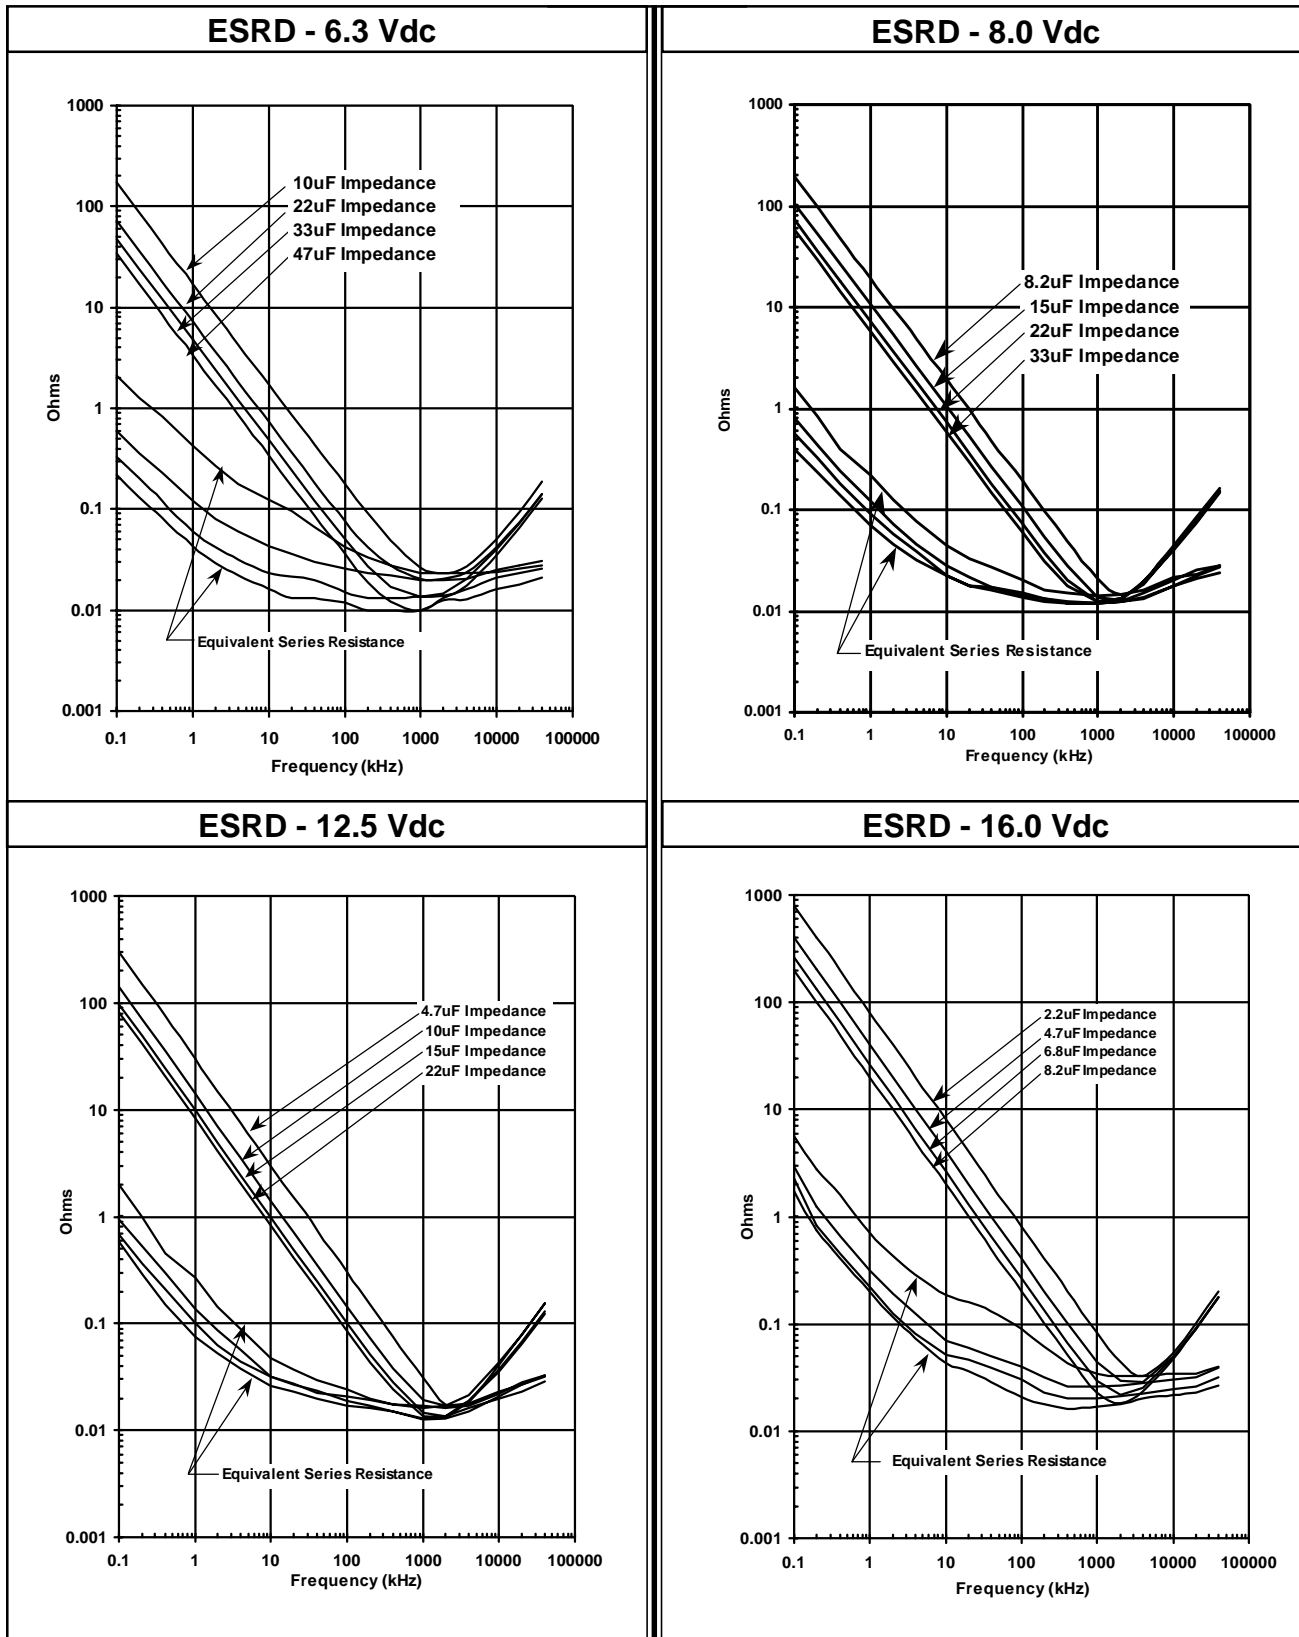 ESRD - 6.3 Vdc
1000
100
10
1
0.1
0.01
0.001
Ohms
10uF Impedance
22uF Impedance
33uF Impedance
47uF Impedance
Equivalent Series Resistance
0.1 1 10 100 1000 10000 100000
Frequency (kHz)
ESRD - 8.0 Vdc
1000
100
10
1
0.1
0.01
0.001
Ohms
8.2uF Impedance
15uF Impedance
22uF Impedance
33uF Impedance
Equivalent Series Resistance
0.1 1 10 100 1000 10000 100000
Frequency (kHz)
ESRD - 12.5 Vdc
1000
100
10
1
0.1
0.01
0.001
Ohms
4.7uF Impedance
10uF Impedance
15uF Impedance
22uF Impedance
Equivalent Series Resistance
0.1 1 10 100 1000 10000 100000
Frequency (kHz)
ESRD - 16.0 Vdc
1000
100
10
1
0.1
0.01
0.001
Ohms
2.2uF Impedance
4.7uF Impedance
6.8uF Impedance
8.2uF Impedance
Equivalent Series Resistance
0.1 1 10 100 1000 10000 100000
Frequency (kHz)